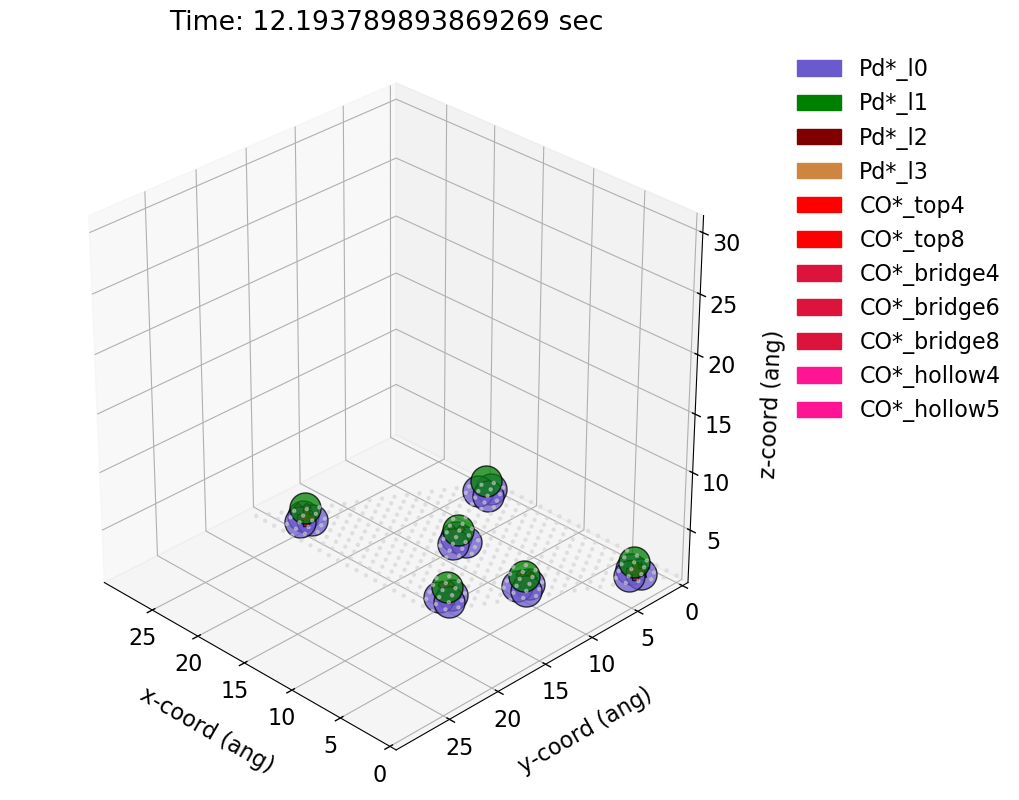 Time: 12.193789893869269 sec
Pd*_l0
Pd*_l1
Pd*_l2
Pd*_l3
CO*_top4
CO*_top8
CO*_bridge4
CO*_bridge6
CO*_bridge8
CO*_hollow4
CO*_hollow5
30
25
20
15
10
5
z-coord (ang)
0
5
10
15
20
25
y-coord (ang)
25
20
15
10
5
0
x-coord (ang)